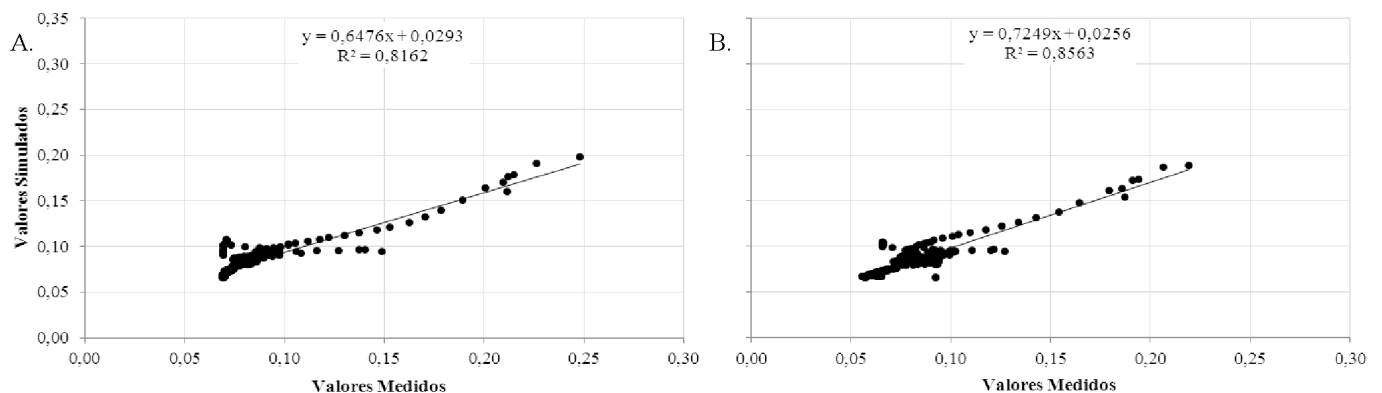 A.
y = 0,6476x + 0,0293
R² = 0,8162
Valores Simulados
0,35
0,30
0,25
0,20
0,15
0,10
0,05
0,00
0,00 0,05 0,10 0,15 0,20 0,25 0,30
Valores Medidos
B.
y = 0,7249x + 0,0256
R² = 0,8563
0,00 0,05 0,10 0,15 0,20 0,25 0,30
Valores Medidos